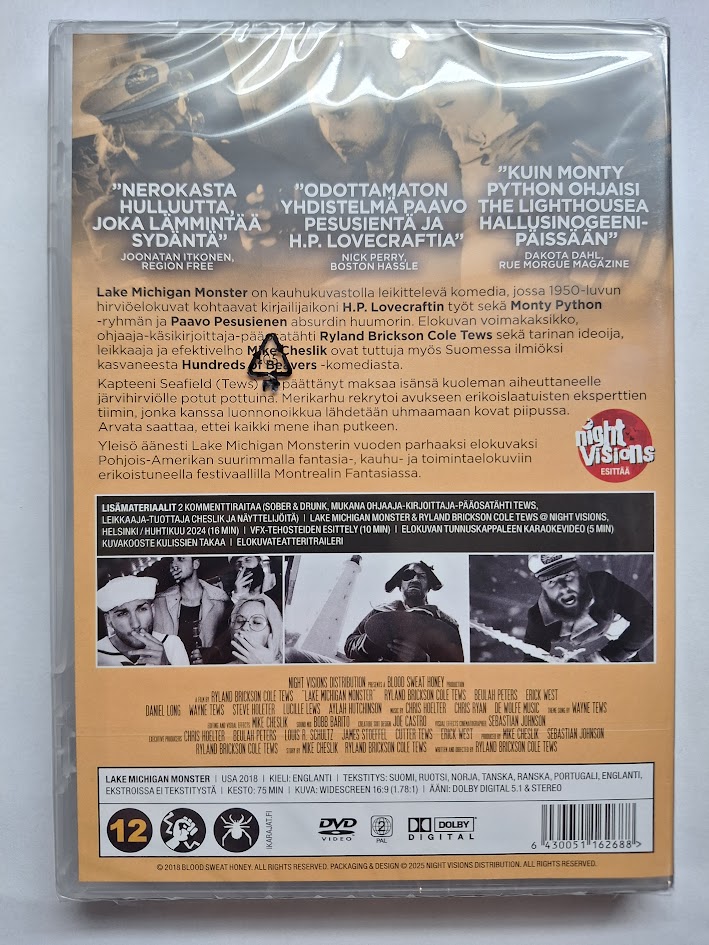 ”NEROKASTA
HULLUUTTA,
JOKA LÄMMINTÄÄ
SYDÄNTÄ”
JOONATAN ITKONEN,
REGION FREE
”ODOTTAMATON
YHDISTELMÄ PAAVO
PESUSIENTÄ JA
H.P. LOVECRAFTIA”
NICK PERRY,
BOSTON HASSLE
”KUIN MONTY
PYTHON OHJAISI
THE LIGHTHOUSEA
HALLUSINOGEENI-
PÄISSÄÄN”
DAKOTA DAHL,
RUE MORGUE MAGAZINE
Lake Michigan Monster on kauhukuvastolla leikittelevä komedia, jossa 1950-luvun
hirviöelokuvat kohtaavat kirjailijaikoni H.P. Lovecraftin työt sekä Monty Python
-ryhmän ja Paavo Pesusienen absurdin huumorin. Elokuvan voimakaksikko,
ohjaaja-käsikirjoittaja-päätähti Ryland Brickson Cole Tews sekä tarinan ideoija,
leikkaaja ja efektivelho Mike Cheslik ovat tuttuja myös Suomessa ilmiöksi
kasvaneesta Hundreds of Beavers -komediasta.
Kapteeni Seafield (Tews) päättänyt maksaa isänsä kuoleman aiheuttaneelle
järvihirviölle potut pottuina. Merikarhu rekrytoi avukseen erikoislaatuisten eksperttien
tiimin, jonka kanssa luonnonoikkua lähdetään uhmaamaan kovat piipussa.
Arvata saattaa, ettei kaikki mene ihan putkeen.
Yleisö äänesti Lake Michigan Monsterin vuoden parhaaksi elokuvaksi
Pohjois-Amerikan suurimmalla fantasia-, kauhu- ja toimintaelokuviin
erikoistuneella festivaallilla Montrealin Fantasiassa.
night
Visions
ESITTÄÄ
LISÄMATERIAALIT 2 KOMMENTTIRAITAA (SOBER & DRUNK, MUKANA OHJAAJA-KIRJOITTAJA-PÄÄOSATÄHTI TEWS,
LEIKKAAJA-TUOTTAJA CHESLIK JA NÄYTTELIJÖITÄ) | LAKE MICHIGAN MONSTER & RYLAND BRICKSON COLE TEWS @ NIGHT VISIONS,
HELSINKI / HUHTIKUU 2024 (16 MIN) | VFX-TEHOSTEIDEN ESITTELY (10 MIN) | ELOKUVAN TUNNUSKAPPALEEN KARAOKEVIDEO (5 MIN)
KUVAKOOSTE KULISSIEN TAKAA | ELOKUVATEATTERITRAILERI
NIGHT VISIONS DISTRIBUTION PRESENTS A BLOOD SWEAT HONEY PRODUCTION
A FILM BY RYLAND BRICKSON COLE TEWS "LAKE MICHIGAN MONSTER" RYLAND BRICKSON COLE TEWS BEULAH PETERS ERICK WEST
DANIEL LONG WAYNE TEWS STEVE HOLETER LUCILLE LEWS AYLAH HUTCHINSON MUSIC BY CHRIS HOELTER CHRIS RYAN DE WOLFE MUSIC THEME SONG BY WAYNE TEWS
EDITING AND VISUAL EFFECTS MIKE CHESLIK SOUND MIX BOBB BARITO CREATURE SUIT DESIGN JOE CASTRO VISUAL EFFECTS CINEMATOGRAPHER SEBASTIAN JOHNSON
EXECUTIVE PRODUCERS CHRIS HOELTER BEULAH PETERS LOUIS R. SCHULTZ JAMES STOEFFEL CUTTER TEWS ERICK WEST PRODUCED BY MIKE CHESLIK SEBASTIAN JOHNSON
RYLAND BRICKSON COLE TEWS STORY BY MIKE CHESLIK RYLAND BRICKSON COLE TEWS WRITTEN AND DIRECTED BY RYLAND BRICKSON COLE TEWS
LAKE MICHIGAN MONSTER | USA 2018 | KIELI: ENGLANTI | TEKSTITYS: SUOMI, RUOTSI, NORJA, TANSKA, RANSKA, PORTUGALI, ENGLANTI,
EKSTROISSA EI TEKSTITYSTÄ | KESTO: 75 MIN | KUVA: WIDESCREEN 16:9 (1.78:1) | ÄÄNI: DOLBY DIGITAL 5.1 & STEREO
12
IKARAJAT.FI
DVD
VIDEO
2
PAL
DOLBY
DIGITAL
6 430051 162688 >
© 2018 BLOOD SWEAT HONEY. ALL RIGHTS RESERVED. PACKAGING & DESIGN © 2025 NIGHT VISIONS DISTRIBUTION. ALL RIGHTS RESERVED.